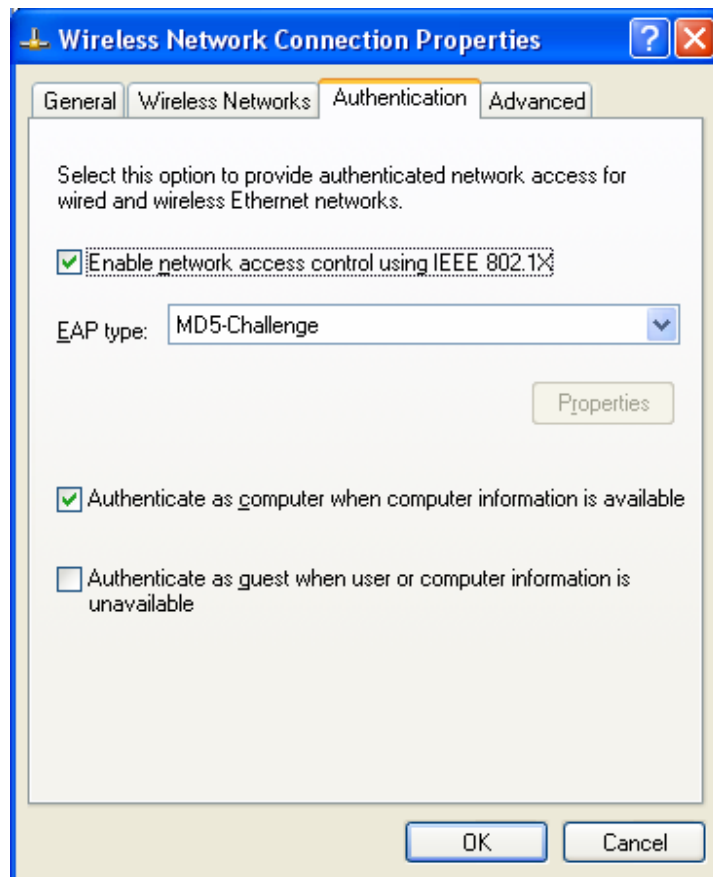 Wireless Network Connection Properties
General Wireless Networks Authentication Advanced
Select this option to provide authenticated network access for
wired and wireless Ethernet networks.
Enable network access control using IEEE 802.1X
EAP type: MD5-Challenge
Properties
Authenticate as computer when computer information is available
Authenticate as guest when user or computer information is
unavailable
OK Cancel